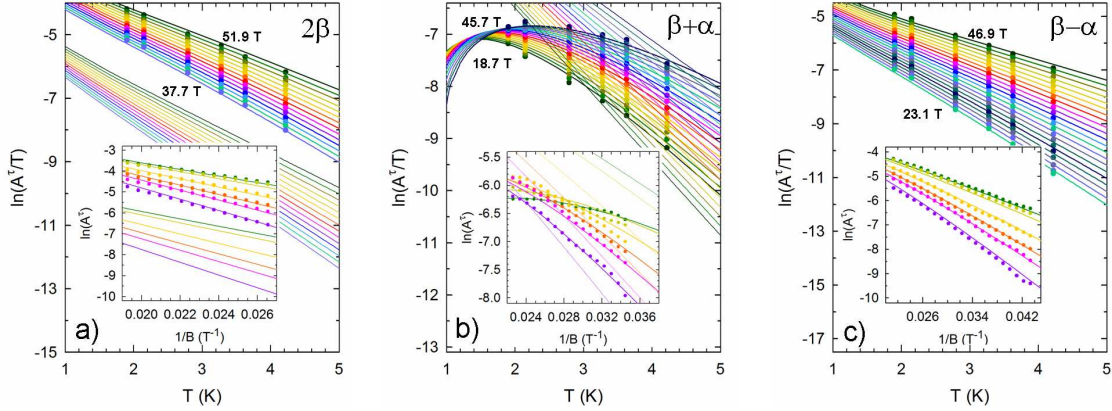 2β
51.9 T
37.7 T
ln(A^τ/T)
-5
-7
-9
-11
-13
-15
1
2
3
4
5
T (K)
a)
ln(A^τ)
-3
-4
-5
-6
-7
-8
-9
-10
0.020
0.022
0.024
0.026
1/B (T⁻¹)
β+α
45.7 T
18.7 T
ln(A^τ/T)
-7
-8
-9
-10
-11
-12
-13
1
2
3
4
5
T (K)
b)
ln(A^τ)
-5.5
-6.0
-6.5
-7.0
-7.5
-8.0
0.024
0.028
0.032
0.036
1/B (T⁻¹)
β−α
46.9 T
23.1 T
ln(A^τ/T)
-5
-7
-9
-11
-13
-15
-17
1
2
3
4
5
T (K)
c)
ln(A^τ)
-4
-5
-6
-7
-8
-9
-10
0.026
0.034
0.042
1/B (T⁻¹)